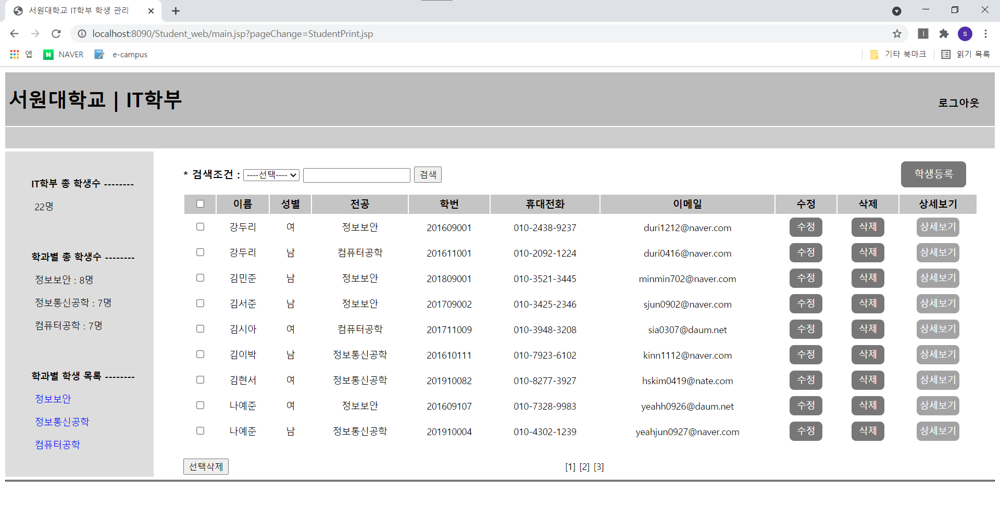 서원대학교 IT학부 학생 관리
localhost:8090/Student_web/main.jsp?pageChange=StudentPrint.jsp
앱 N NAVER e-campus 기타 북마크 읽기 목록
서원대학교 | IT학부
로그아웃
IT학부 총 학생수 --------
22명
학과별 총 학생수 --------
정보보안 : 8명
정보통신공학 : 7명
컴퓨터공학 : 7명
학과별 학생 목록 --------
정보보안
정보통신공학
컴퓨터공학
* 검색조건 : ----선택---- 검색
학생등록
이름 성별 전공 학번 휴대전화 이메일 수정 삭제 상세보기
강두리 여 정보보안 201609001 010-2438-9237 duri1212@naver.com 수정 삭제 상세보기
강두리 남 컴퓨터공학 201611001 010-2092-1224 duri0416@naver.com 수정 삭제 상세보기
김민준 남 정보보안 201809001 010-3521-3445 minmin702@naver.com 수정 삭제 상세보기
김서준 남 정보보안 201709002 010-3425-2346 sjun0902@naver.com 수정 삭제 상세보기
김시아 여 컴퓨터공학 201711009 010-3948-3208 sia0307@daum.net 수정 삭제 상세보기
김이박 남 정보통신공학 201610111 010-7923-6102 kinn1112@naver.com 수정 삭제 상세보기
김현서 여 정보통신공학 201910082 010-8277-3927 hskim0419@nate.com 수정 삭제 상세보기
나예준 여 정보보안 201609107 010-7328-9983 yeahh0926@daum.net 수정 삭제 상세보기
나예준 남 정보통신공학 201910004 010-4302-1239 yeahjun0927@naver.com 수정 삭제 상세보기
선택삭제
[1] [2] [3]